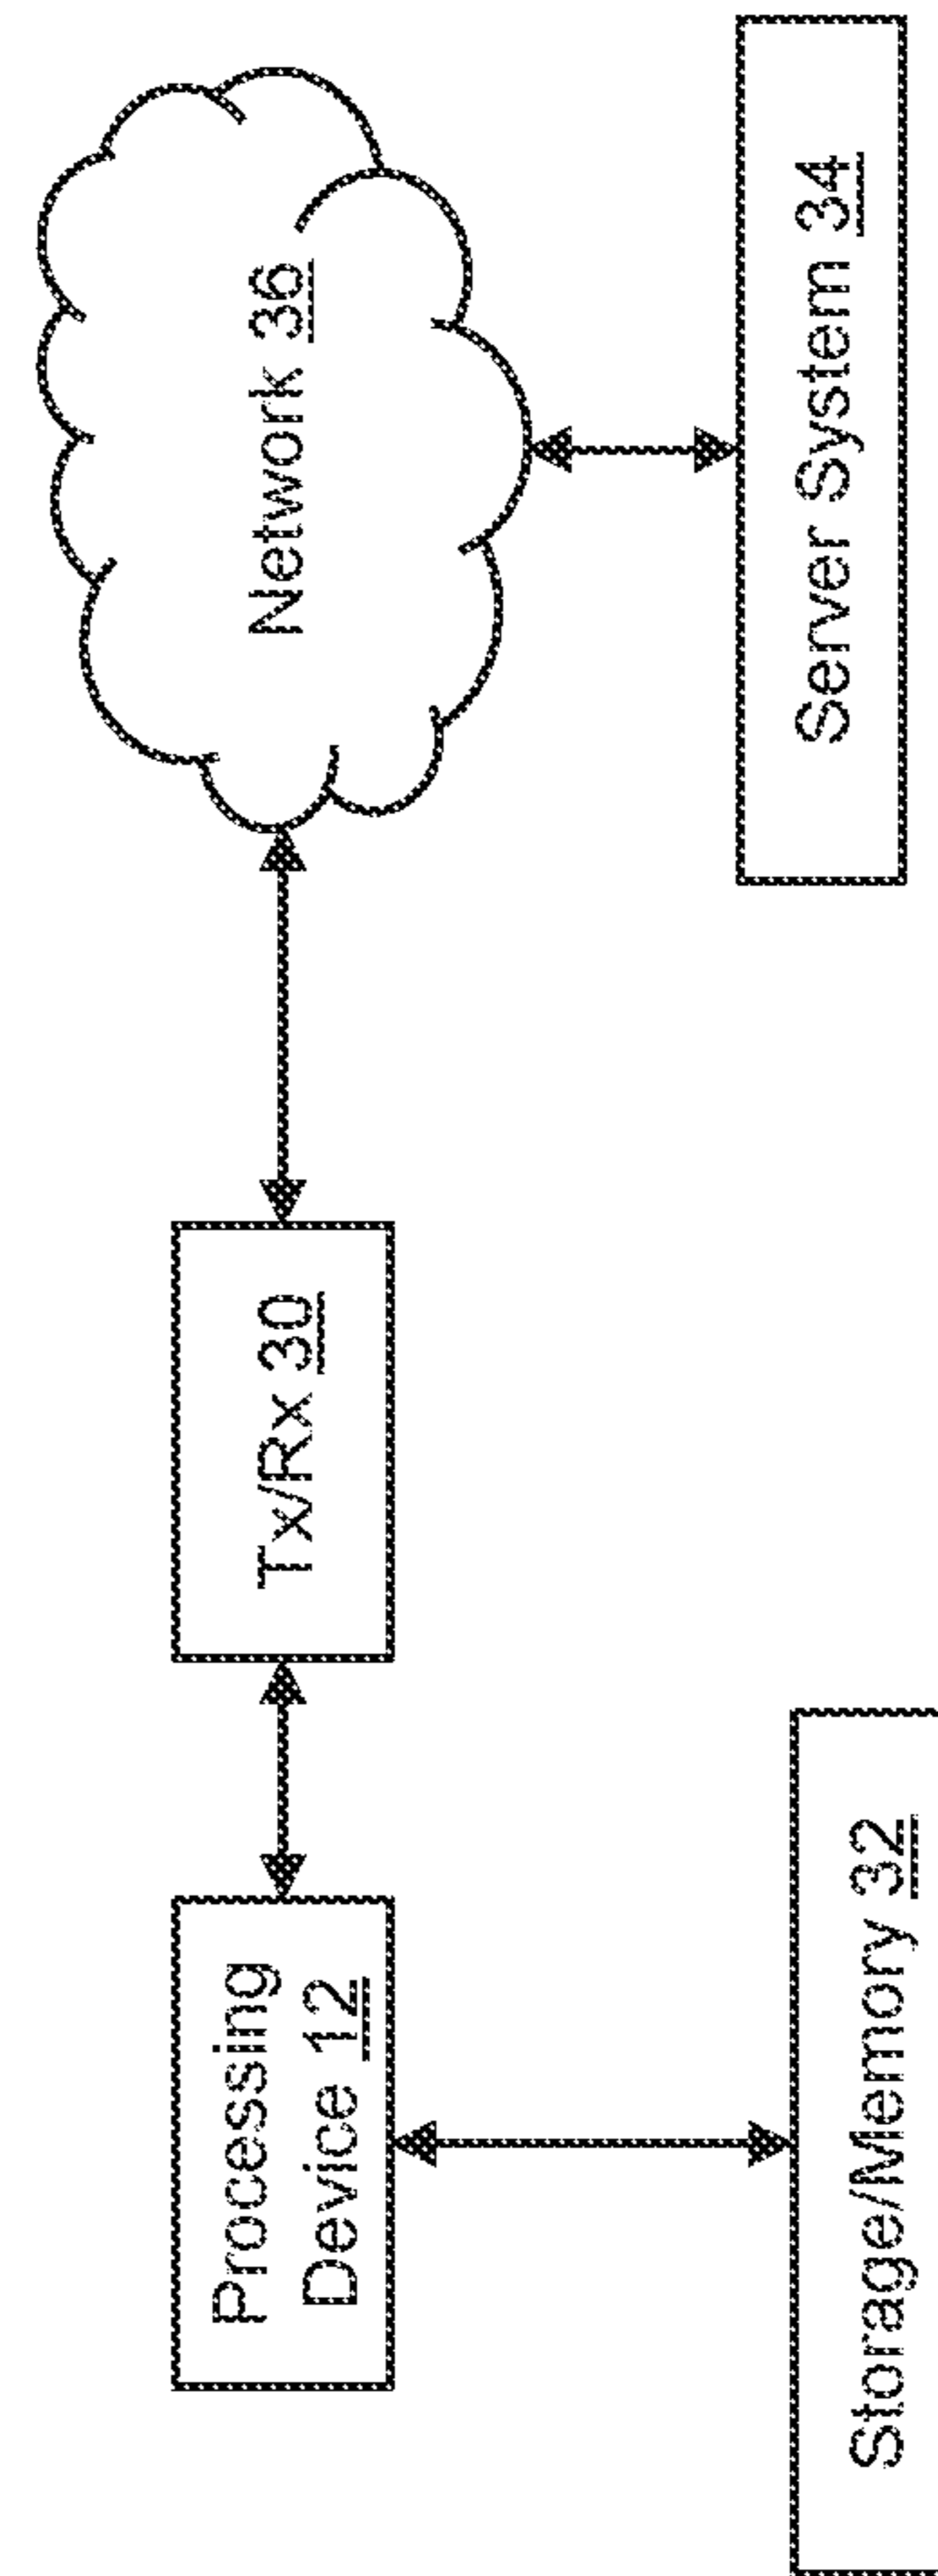 Processing
Device 12
Tx/Rx 30
Network 36
Storage/Memory 32
Server System 34